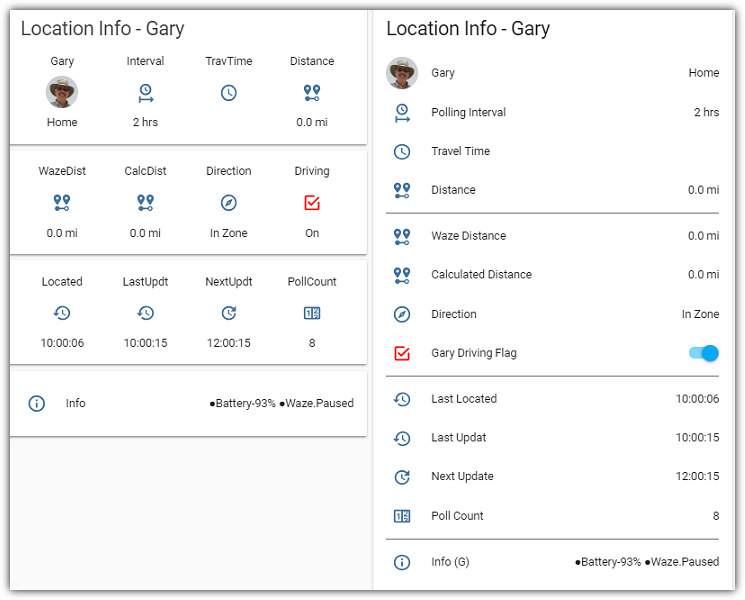 Location Info - Gary
Gary Interval TravTime Distance
Home 2 hrs 0.0 mi
WazeDist CalcDist Direction Driving
0.0 mi 0.0 mi In Zone On
Located LastUpdt NextUpdt PollCount
10:00:06 10:00:15 12:00:15 8
Info ●Battery-93% ●Waze.Paused
Location Info - Gary
Gary Home
Polling Interval 2 hrs
Travel Time
Distance 0.0 mi
Waze Distance 0.0 mi
Calculated Distance 0.0 mi
Direction In Zone
Gary Driving Flag
Last Located 10:00:06
Last Updat 10:00:15
Next Update 12:00:15
Poll Count 8
Info (G) ●Battery-93% ●Waze.Paused